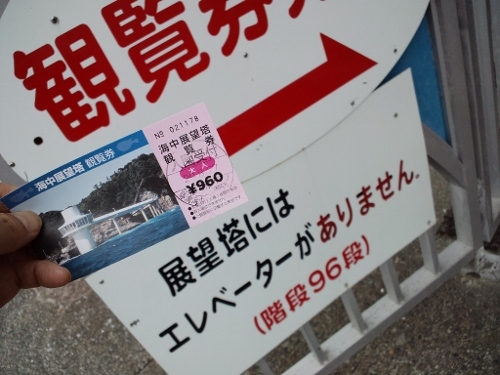 観覧券
No 021178
海中展望塔
観覧券
大人
¥960
海中展望塔 観覧券
展望塔には
エレベーターがありません.
(階段96段)